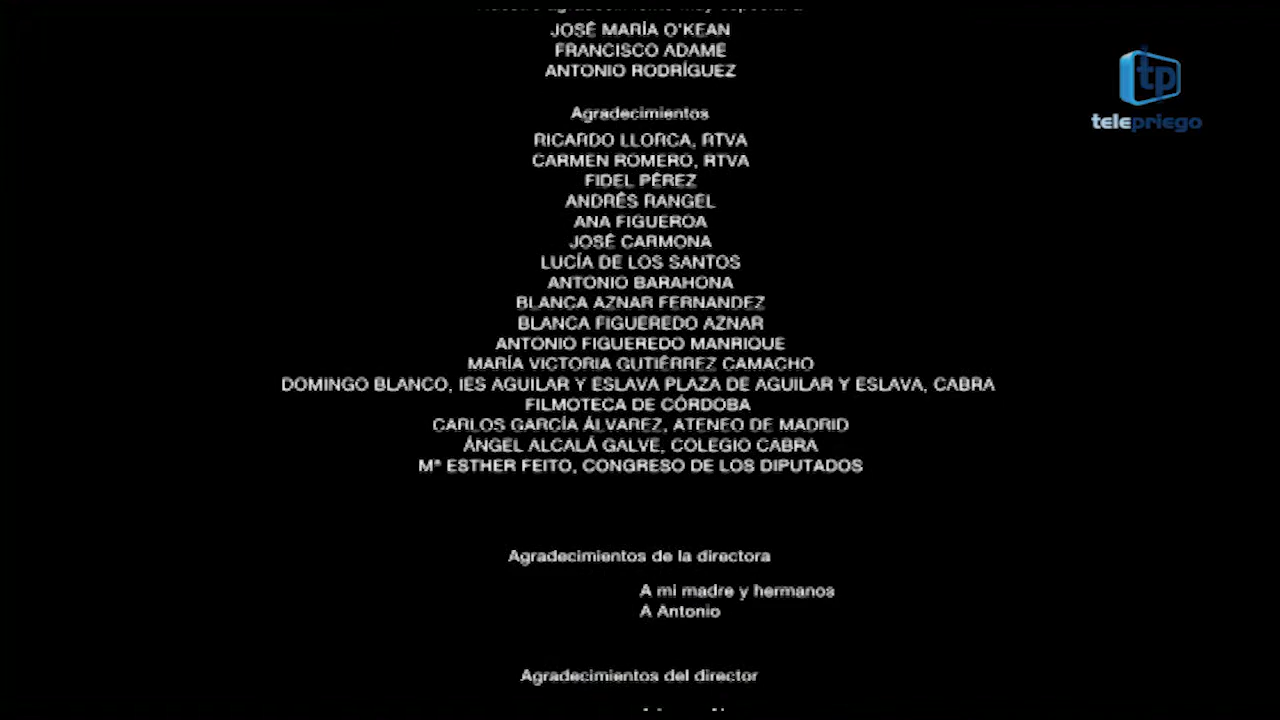 Nuestro agradecimiento muy especial a
JOSÉ MARÍA O'KEAN
FRANCISCO ADAME
ANTONIO RODRÍGUEZ
Agradecimientos
RICARDO LLORCA, RTVA
CARMEN ROMERO, RTVA
FIDEL PÉREZ
ANDRÉS RANGEL
ANA FIGUEROA
JOSÉ CARMONA
LUCÍA DE LOS SANTOS
ANTONIO BARAHONA
BLANCA AZNAR FERNANDEZ
BLANCA FIGUEREDO AZNAR
ANTONIO FIGUEREDO MANRIQUE
MARÍA VICTORIA GUTIÉRREZ CAMACHO
DOMINGO BLANCO, IES AGUILAR Y ESLAVA PLAZA DE AGUILAR Y ESLAVA, CABRA
FILMOTECA DE CÓRDOBA
CARLOS GARCÍA ÁLVAREZ, ATENEO DE MADRID
ÁNGEL ALCALÁ GALVE, COLEGIO CABRA
Mª ESTHER FEITO, CONGRESO DE LOS DIPUTADOS
Agradecimientos de la directora
A mi madre y hermanos
A Antonio
Agradecimientos del director
tp
telepriego